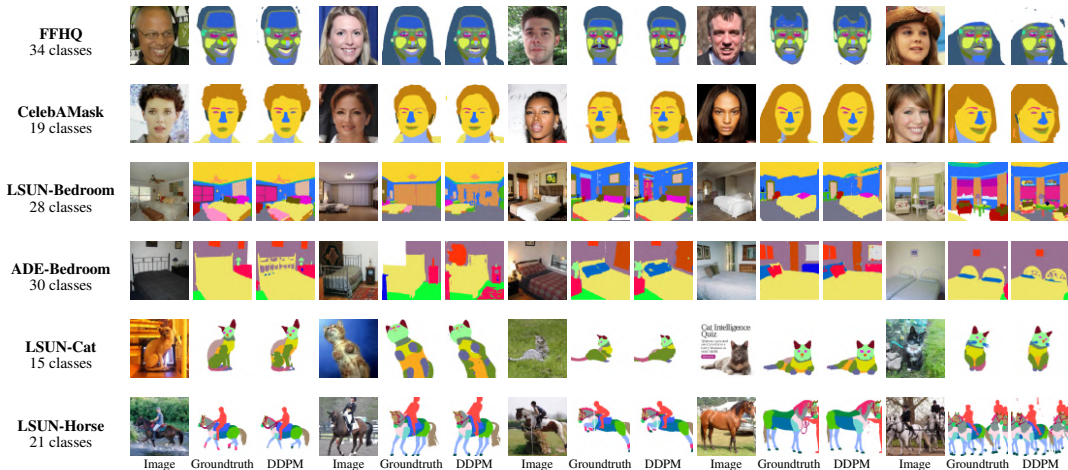 FFHQ
34 classes
CelebAMask
19 classes
LSUN-Bedroom
28 classes
ADE-Bedroom
30 classes
LSUN-Cat
15 classes
Cat Intelligence
Quiz
LSUN-Horse
21 classes
Image Groundtruth DDPM Image Groundtruth DDPM Image Groundtruth DDPM Image Groundtruth DDPM Image Groundtruth DDPM